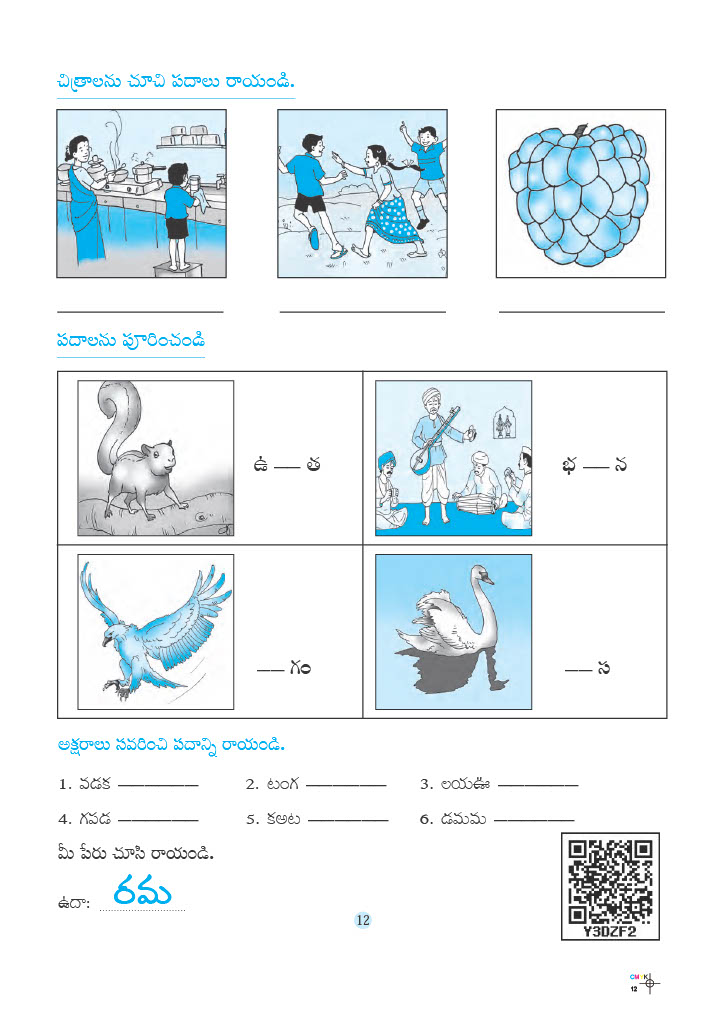 చిత్రాలను చూచి పదాలు రాయండి.
పదాలను పూరించండి
ఉ — త
భ — న
— గం
— స
అక్షరాలు సవరించి పదాన్ని రాయండి.
1. వడక ———————
2. టంగ ———————
3. లయఊ ———————
4. గవడ ———————
5. కఅట ———————
6. డమమ ———————
మీ పేరు చూసి రాయండి.
ఉదా: రమ
Y3DZF2
12
CMYK
12